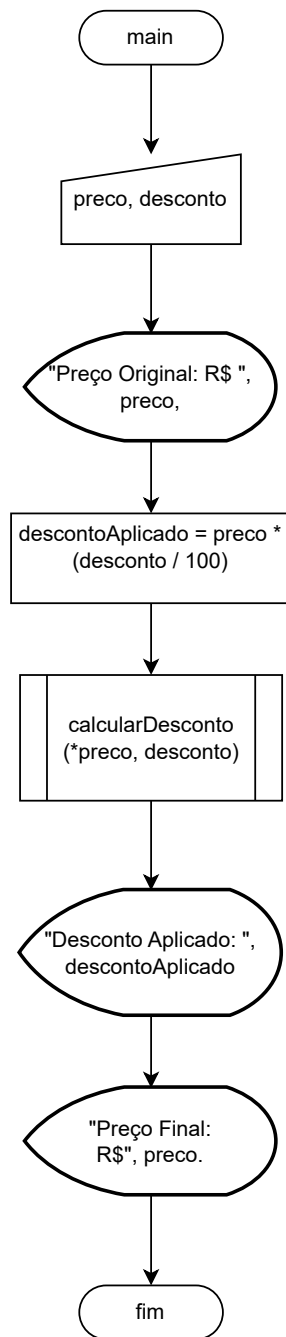 main
preco, desconto
"Preço Original: R$ ",
preco,
descontoAplicado = preco *
(desconto / 100)
calcularDesconto
(*preco, desconto)
"Desconto Aplicado: ",
descontoAplicado
"Preço Final:
R$", preco.
fim